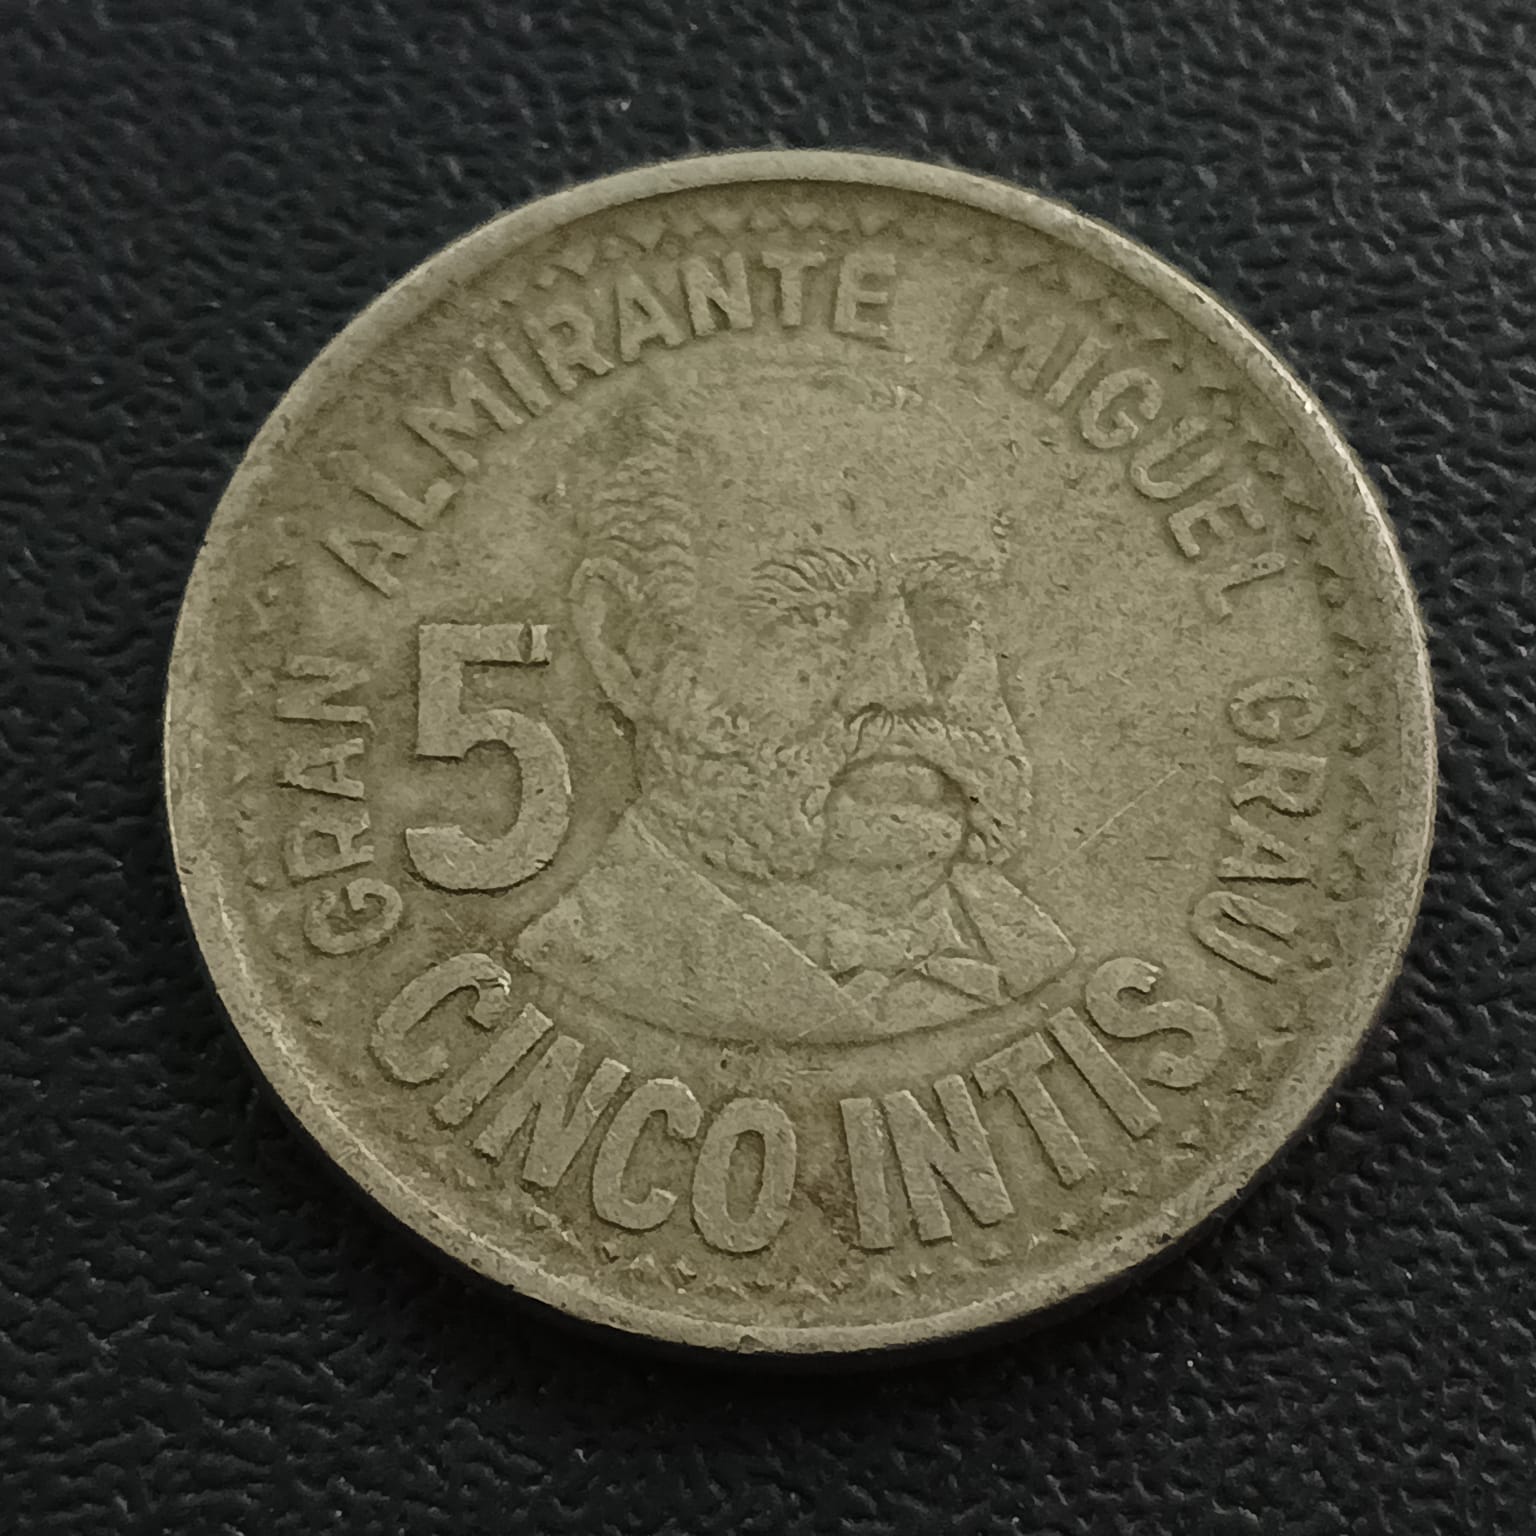 GRAN ALMIRANTE MIGUEL GRAU
5
CINCO INTIS